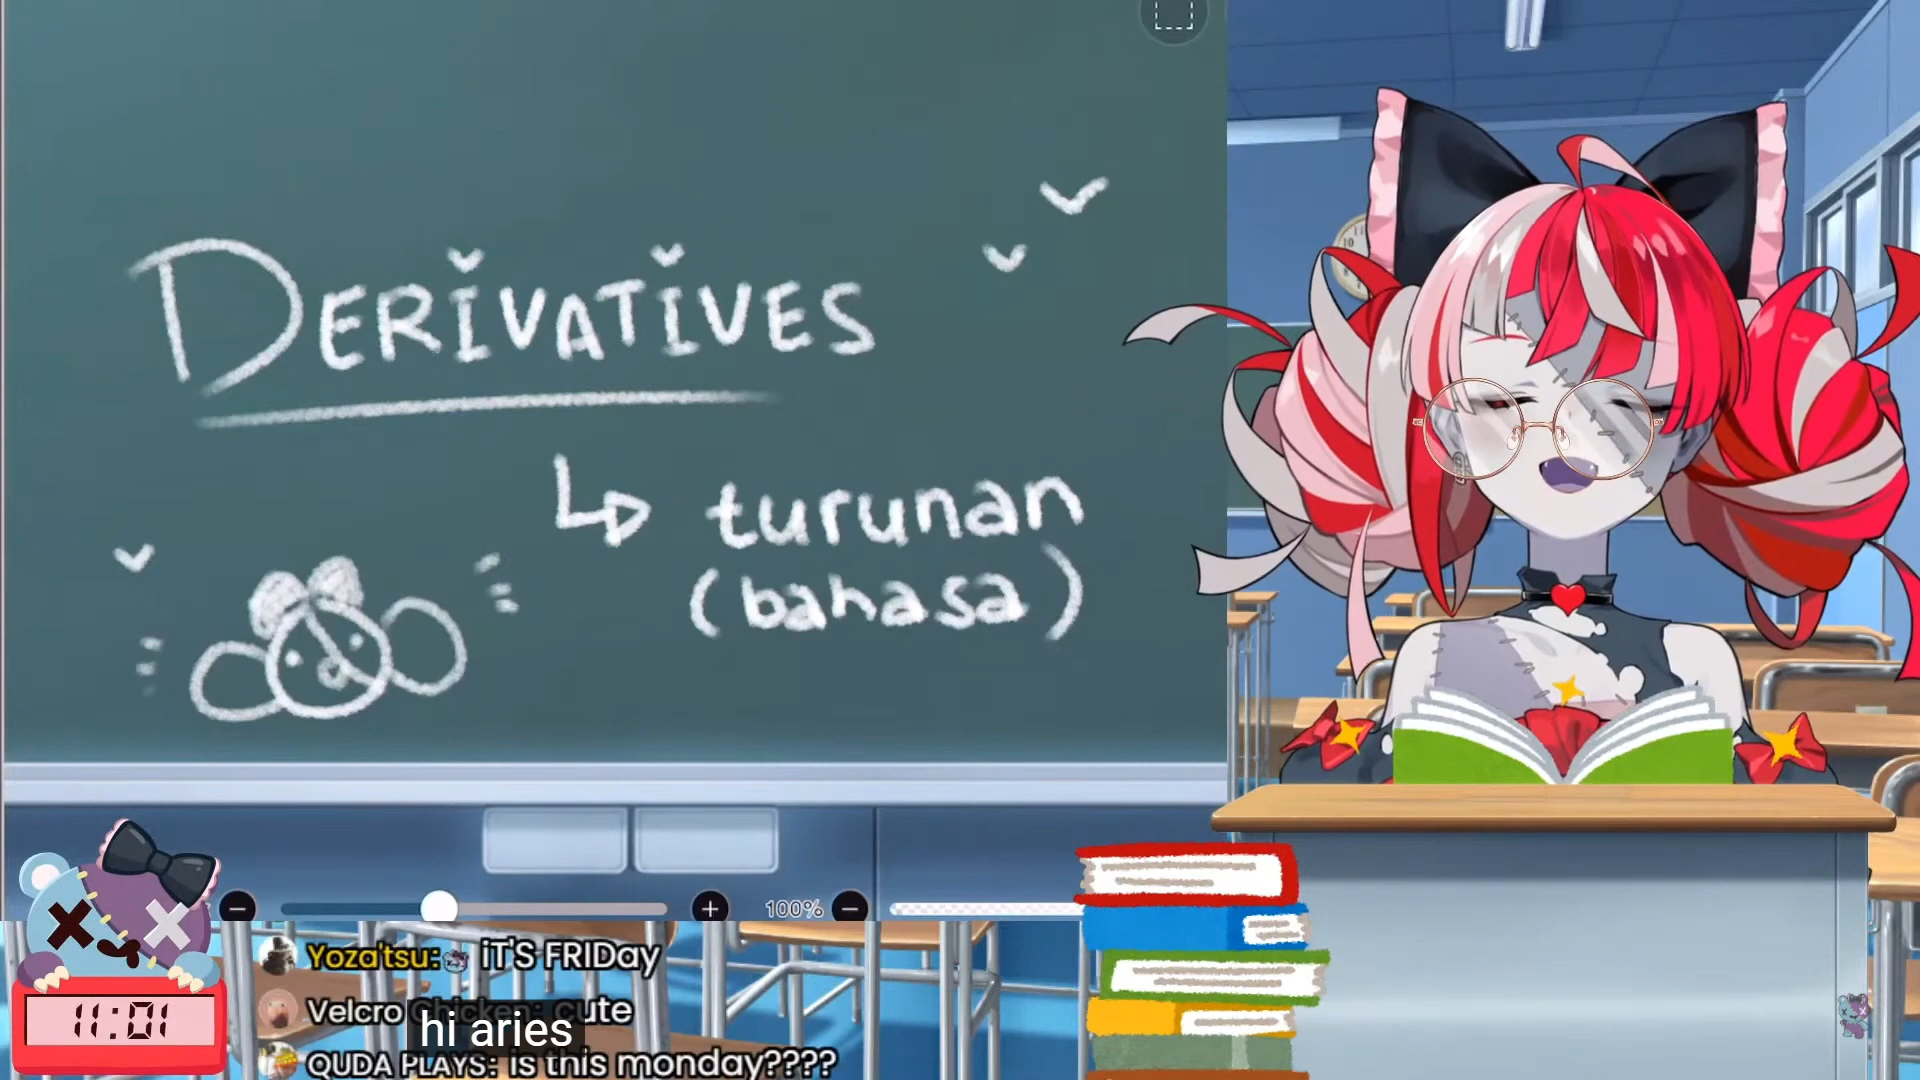 DERIVATIVES
turunan
(bahasa)
100%
Yoza'tsu: iT'S FRIDay
Velcro Chicken: cute
hi aries
QUDA PLAYS: is this monday????
11:01